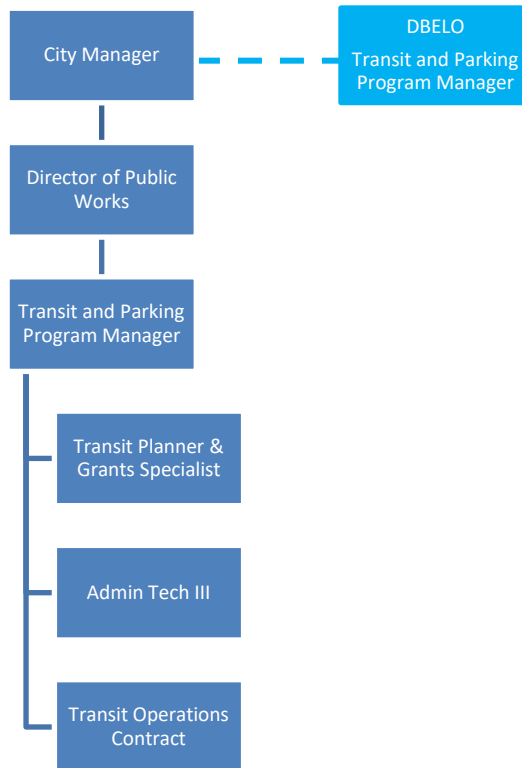 City Manager
DBELO
Transit and Parking
Program Manager
Director of Public
Works
Transit and Parking
Program Manager
Transit Planner &
Grants Specialist
Admin Tech III
Transit Operations
Contract